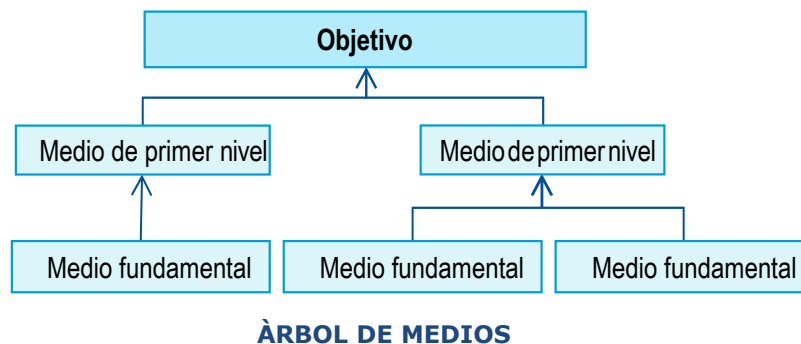 Objetivo
Medio de primer nivel
Medio de primer nivel
Medio fundamental
Medio fundamental
Medio fundamental
ÀRBOL DE MEDIOS